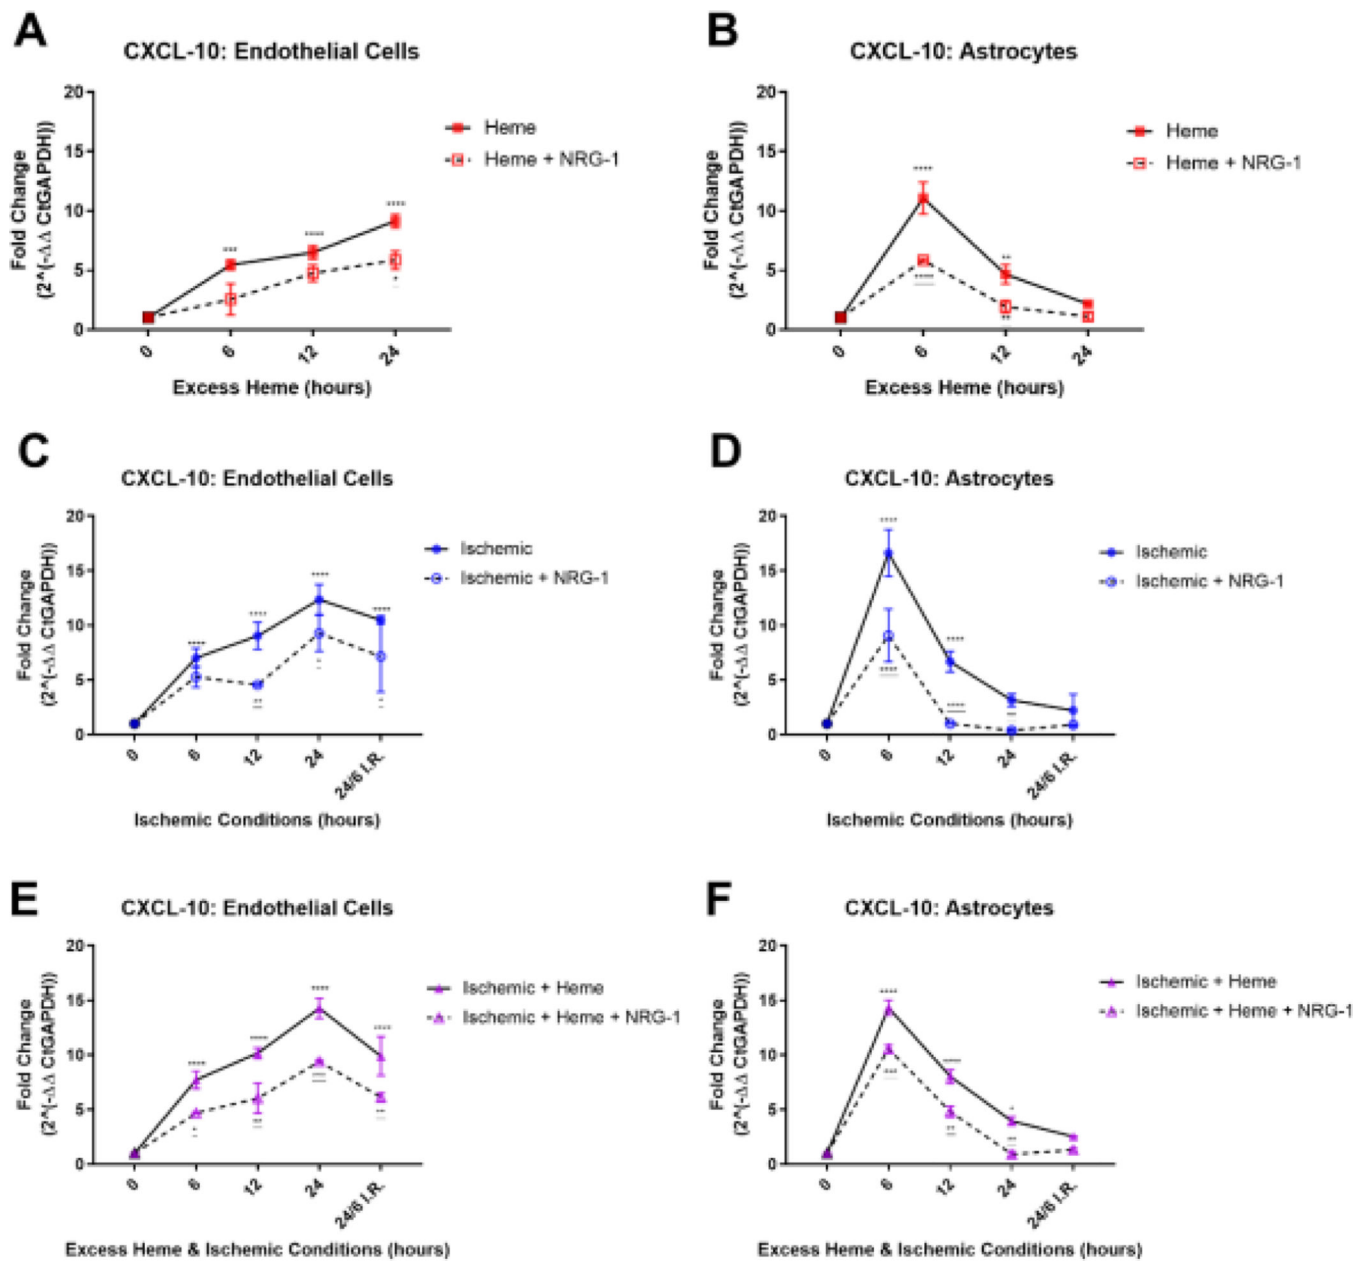 A
CXCL-10: Endothelial Cells
Fold Change
(2^(-ΔΔ CtGAPDH))
20
15
10
5
0
***
****
****
*
0
6
12
24
Excess Heme (hours)
Heme
Heme + NRG-1
B
CXCL-10: Astrocytes
Fold Change
(2^(-ΔΔ CtGAPDH))
20
15
10
5
0
****
**
****
**
0
6
12
24
Excess Heme (hours)
Heme
Heme + NRG-1
C
CXCL-10: Endothelial Cells
Fold Change
(2^(-ΔΔ CtGAPDH))
20
15
10
5
0
****
****
****
****
**
*
*
0
6
12
24
24/6 I.R.
Ischemic Conditions (hours)
Ischemic
Ischemic + NRG-1
D
CXCL-10: Astrocytes
Fold Change
(2^(-ΔΔ CtGAPDH))
20
15
10
5
0
****
****
****
****
0
6
12
24
24/6 I.R.
Ischemic Conditions (hours)
Ischemic
Ischemic + NRG-1
E
CXCL-10: Endothelial Cells
Fold Change
(2^(-ΔΔ CtGAPDH))
20
15
10
5
0
****
****
****
****
*
**
**
0
6
12
24
24/6 I.R.
Excess Heme & Ischemic Conditions (hours)
Ischemic + Heme
Ischemic + Heme + NRG-1
F
CXCL-10: Astrocytes
Fold Change
(2^(-ΔΔ CtGAPDH))
20
15
10
5
0
****
****
*
***
**
**
0
6
12
24
24/6 I.R.
Excess Heme & Ischemic Conditions (hours)
Ischemic + Heme
Ischemic + Heme + NRG-1